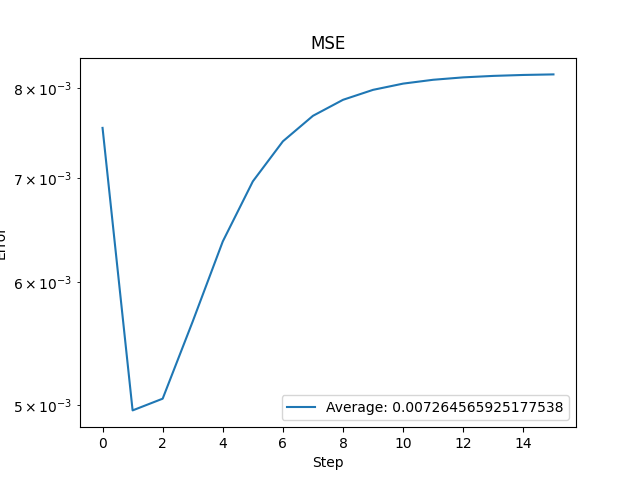 MSE
8 × 10⁻³
7 × 10⁻³
6 × 10⁻³
5 × 10⁻³
Error
0 2 4 6 8 10 12 14
Step
Average: 0.007264565925177538